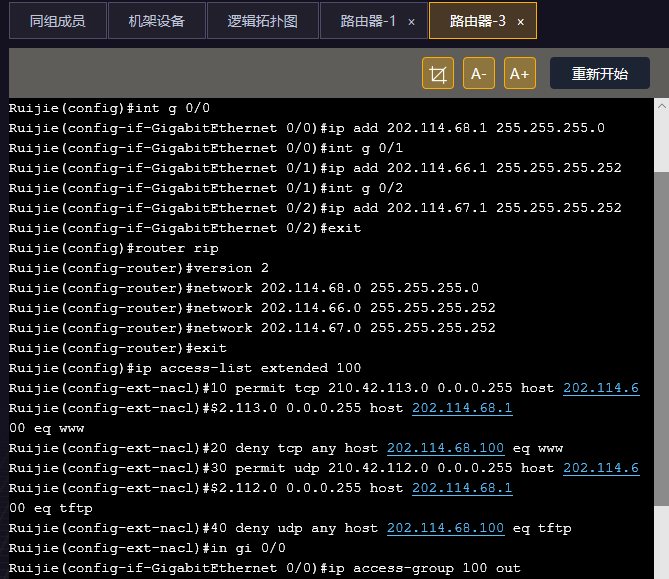 同组成员 机架设备 逻辑拓扑图 路由器-1 × 路由器-3 ×
A- A+ 重新开始
Ruijie(config)#int g 0/0
Ruijie(config-if-GigabitEthernet 0/0)#ip add 202.114.68.1 255.255.255.0
Ruijie(config-if-GigabitEthernet 0/0)#int g 0/1
Ruijie(config-if-GigabitEthernet 0/1)#ip add 202.114.66.1 255.255.255.252
Ruijie(config-if-GigabitEthernet 0/1)#int g 0/2
Ruijie(config-if-GigabitEthernet 0/2)#ip add 202.114.67.1 255.255.255.252
Ruijie(config-if-GigabitEthernet 0/2)#exit
Ruijie(config)#router rip
Ruijie(config-router)#version 2
Ruijie(config-router)#network 202.114.68.0 255.255.255.0
Ruijie(config-router)#network 202.114.66.0 255.255.255.252
Ruijie(config-router)#network 202.114.67.0 255.255.255.252
Ruijie(config-router)#exit
Ruijie(config)#ip access-list extended 100
Ruijie(config-ext-nacl)#10 permit tcp 210.42.113.0 0.0.0.255 host 202.114.6
Ruijie(config-ext-nacl)#$2.113.0 0.0.0.255 host 202.114.68.1
00 eq www
Ruijie(config-ext-nacl)#20 deny tcp any host 202.114.68.100 eq www
Ruijie(config-ext-nacl)#30 permit udp 210.42.112.0 0.0.0.255 host 202.114.6
Ruijie(config-ext-nacl)#$2.112.0 0.0.0.255 host 202.114.68.1
00 eq tftp
Ruijie(config-ext-nacl)#40 deny udp any host 202.114.68.100 eq tftp
Ruijie(config-ext-nacl)#in gi 0/0
Ruijie(config-if-GigabitEthernet 0/0)#ip access-group 100 out